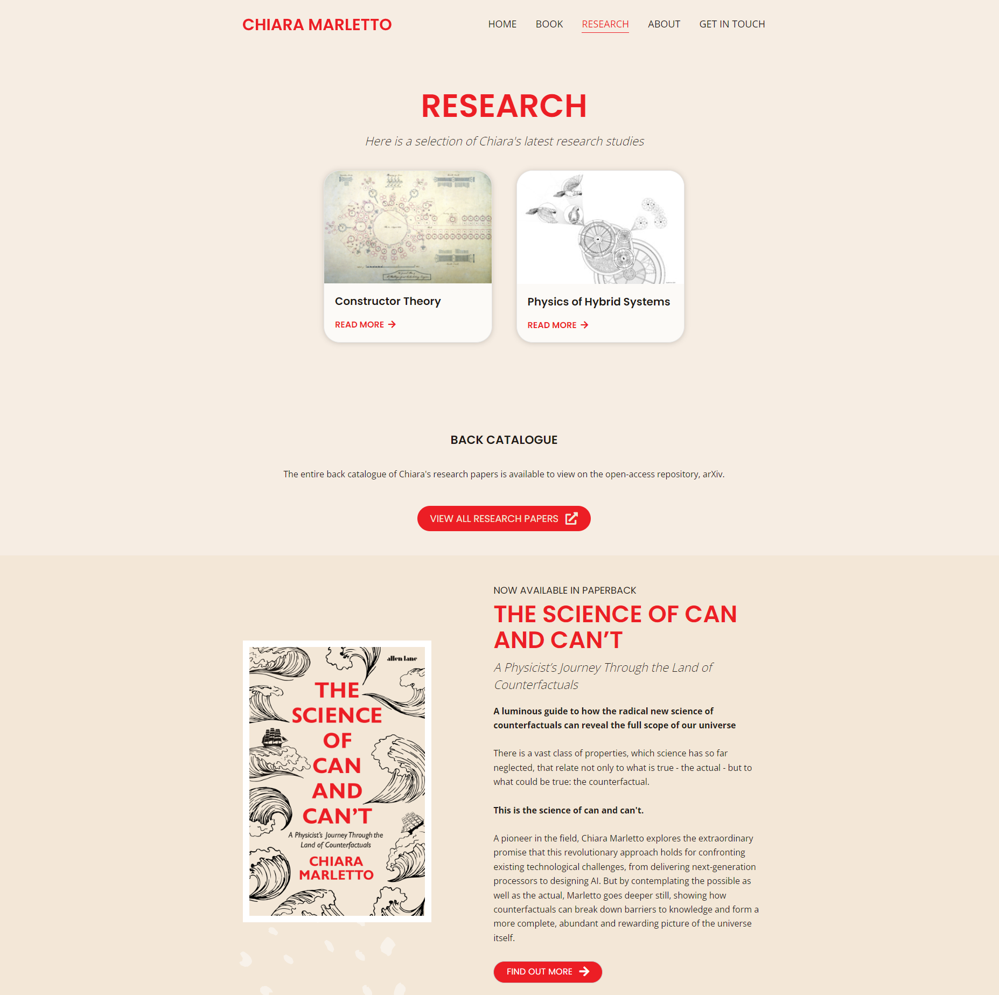 CHIARA MARLETTO
HOME BOOK RESEARCH ABOUT GET IN TOUCH
RESEARCH
Here is a selection of Chiara's latest research studies
Constructor Theory
READ MORE
Physics of Hybrid Systems
READ MORE
BACK CATALOGUE
The entire back catalogue of Chiara's research papers is available to view on the open-access repository, arXiv.
VIEW ALL RESEARCH PAPERS
allen lane
THE
SCIENCE
OF
CAN
AND
CAN'T
A Physicist's Journey Through the
Land of Counterfactuals
CHIARA
MARLETTO
NOW AVAILABLE IN PAPERBACK
THE SCIENCE OF CAN
AND CAN’T
A Physicist’s Journey Through the Land of
Counterfactuals
A luminous guide to how the radical new science of
counterfactuals can reveal the full scope of our universe
There is a vast class of properties, which science has so far
neglected, that relate not only to what is true - the actual - but to
what could be true: the counterfactual.
This is the science of can and can't.
A pioneer in the field, Chiara Marletto explores the extraordinary
promise that this revolutionary approach holds for confronting
existing technological challenges, from delivering next-generation
processors to designing AI. But by contemplating the possible as
well as the actual, Marletto goes deeper still, showing how
counterfactuals can break down barriers to knowledge and form a
more complete, abundant and rewarding picture of the universe
itself.
FIND OUT MORE